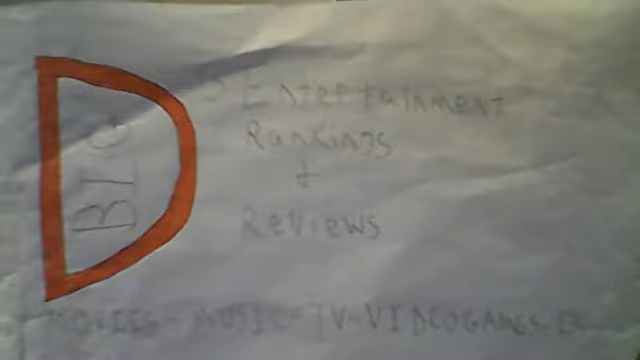 BIG D
Entertainment
Rankings
+
Reviews
MOVIES-MUSIC-TV-VIDEOGAMES-